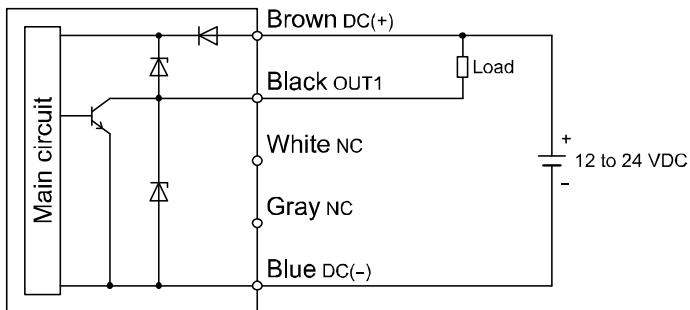 Main circuit
Brown DC(+)
Load
Black OUT1
White NC
+
12 to 24 VDC
−
Gray NC
Blue DC(−)